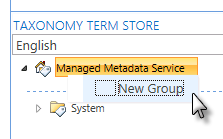 TAXONOMY TERM STORE
English
Managed Metadata Service
New Group
System